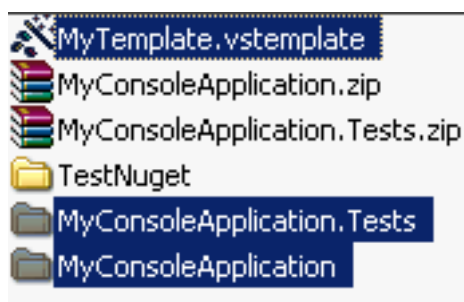 MyTemplate.vstemplate
MyConsoleApplication.zip
MyConsoleApplication.Tests.zip
TestNuget
MyConsoleApplication.Tests
MyConsoleApplication